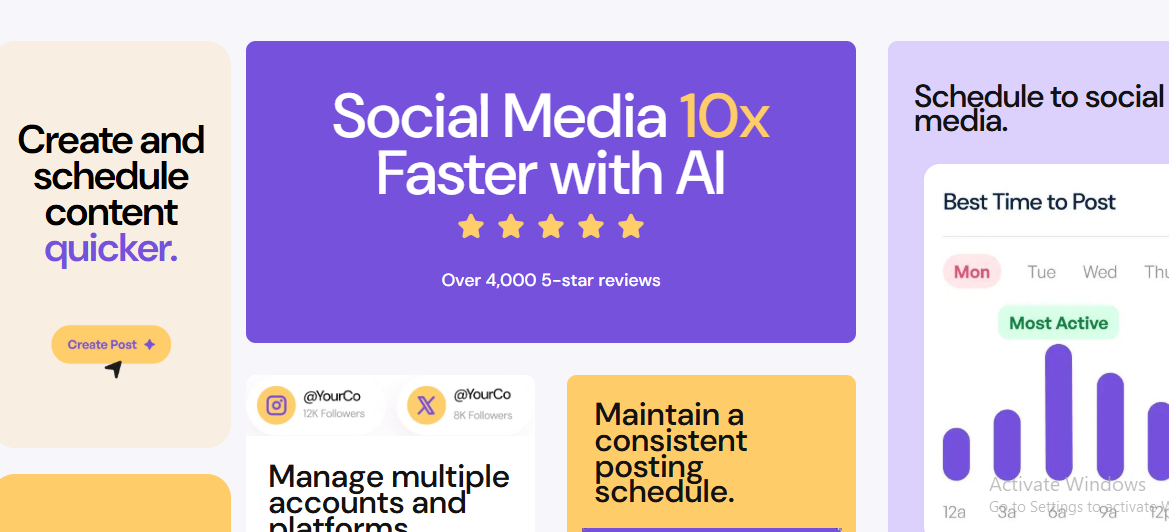 Create and
schedule
content
quicker.
Create Post
Social Media 10x
Faster with AI
Over 4,000 5-star reviews
@YourCo
12K Followers
@YourCo
8K Followers
Manage multiple
accounts and
platforms
Maintain a
consistent
posting
schedule.
Schedule to social
media.
Best Time to Post
Mon Tue Wed Thu
Most Active
12a 3a 6a 9a 12p
Activate Windows
Go to Settings to activate W